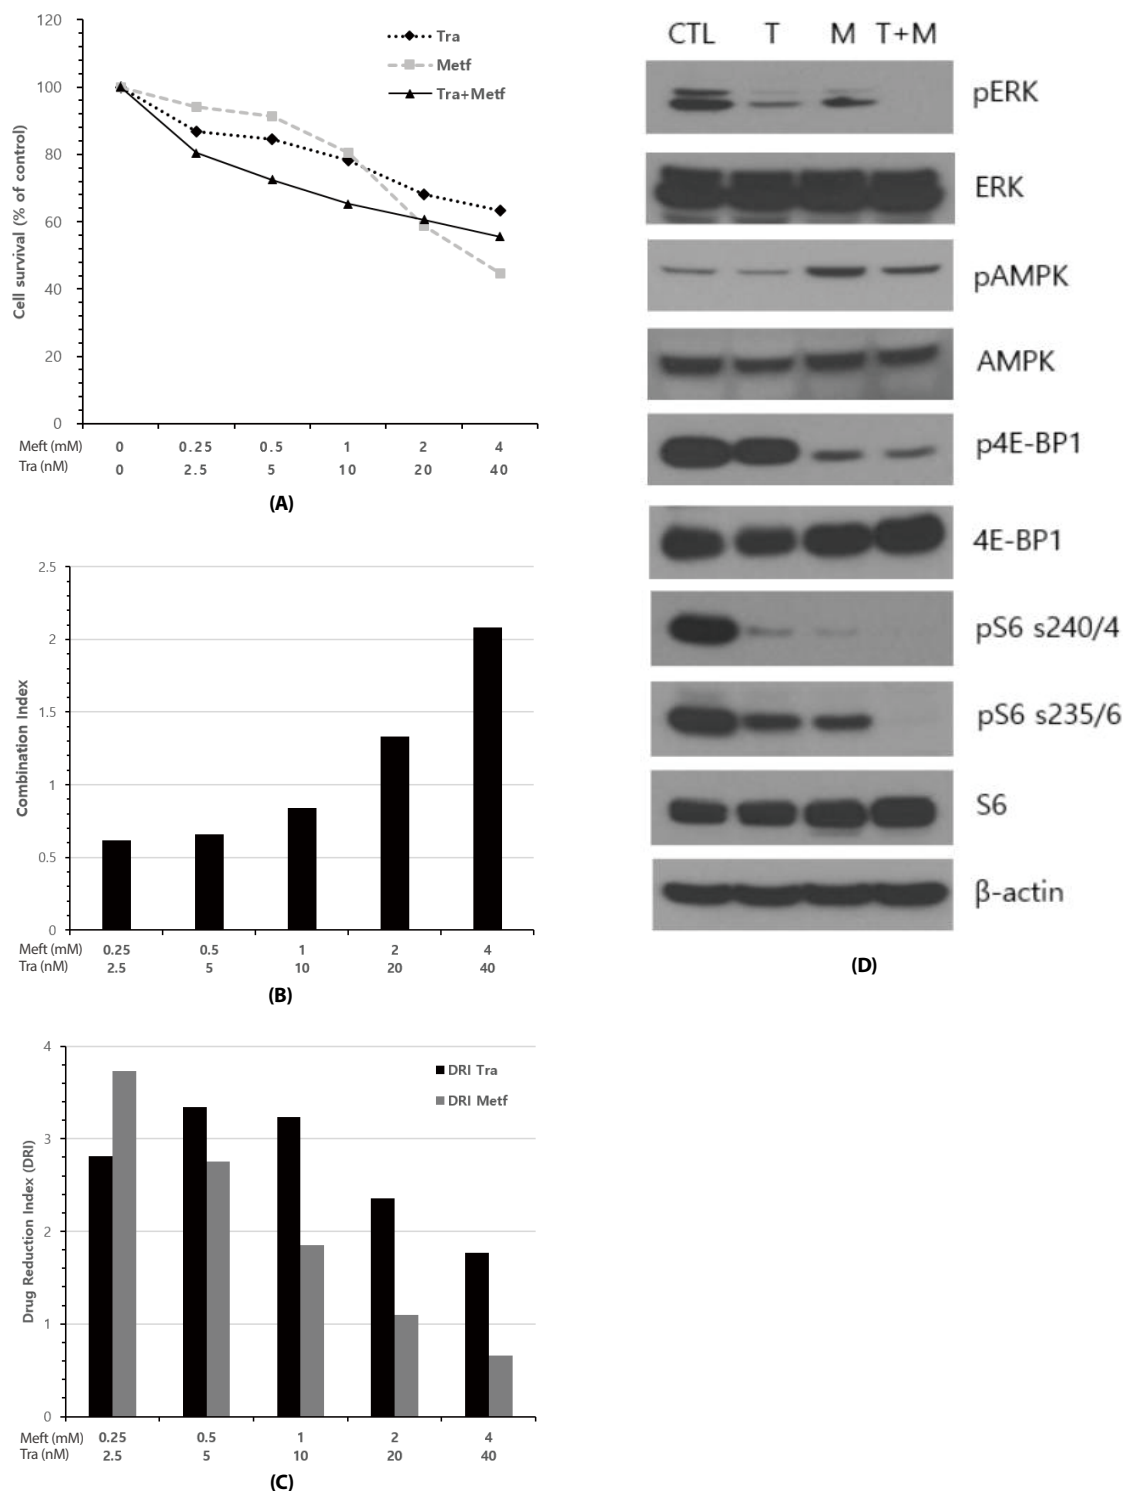 120
100
80
60
40
20
0
Cell survival (% of control)
Tra
Metf
Tra+Metf
Meft (mM) 0 0.25 0.5 1 2 4
Tra (nM) 0 2.5 5 10 20 40
(A)
2.5
2
1.5
1
0.5
0
Combination Index
Meft (mM) 0.25 0.5 1 2 4
Tra (nM) 2.5 5 10 20 40
(B)
4
3
2
1
0
Drug Reduction Index (DRI)
DRI Tra
DRI Metf
Meft (mM) 0.25 0.5 1 2 4
Tra (nM) 2.5 5 10 20 40
(C)
CTL T M T+M
pERK
ERK
pAMPK
AMPK
p4E-BP1
4E-BP1
pS6 s240/4
pS6 s235/6
S6
β-actin
(D)